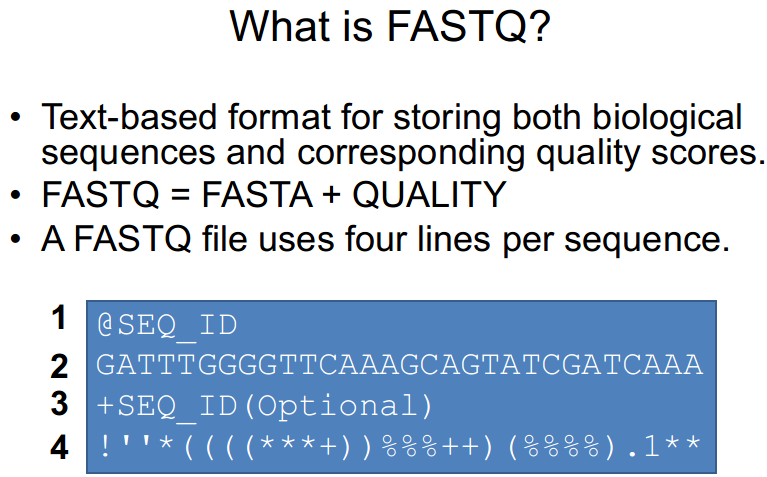 What is FASTQ?
• Text-based format for storing both biological
sequences and corresponding quality scores.
• FASTQ = FASTA + QUALITY
• A FASTQ file uses four lines per sequence.
1 @SEQ_ID
2 GATTTGGGGTTCAAAGCAGTATCGATCAAA
3 +SEQ_ID(Optional)
4 !''*((((***+))%%%++)(%%%%).1**